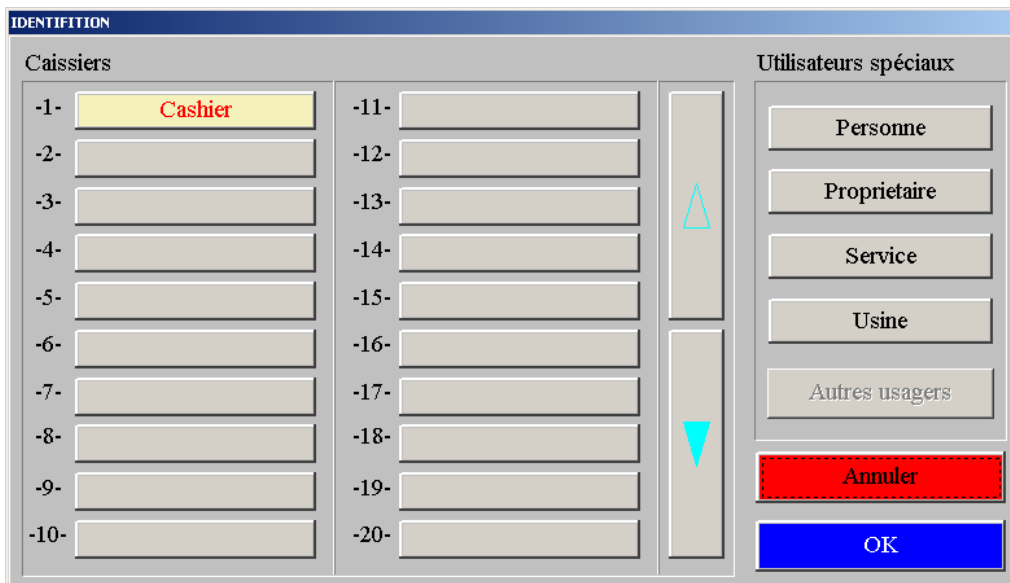 IDENTIFITION
Caissiers
Utilisateurs spéciaux
-1- Cashier
-2-
-3-
-4-
-5-
-6-
-7-
-8-
-9-
-10-
-11-
-12-
-13-
-14-
-15-
-16-
-17-
-18-
-19-
-20-
Personne
Proprietaire
Service
Usine
Autres usagers
Annuler
OK